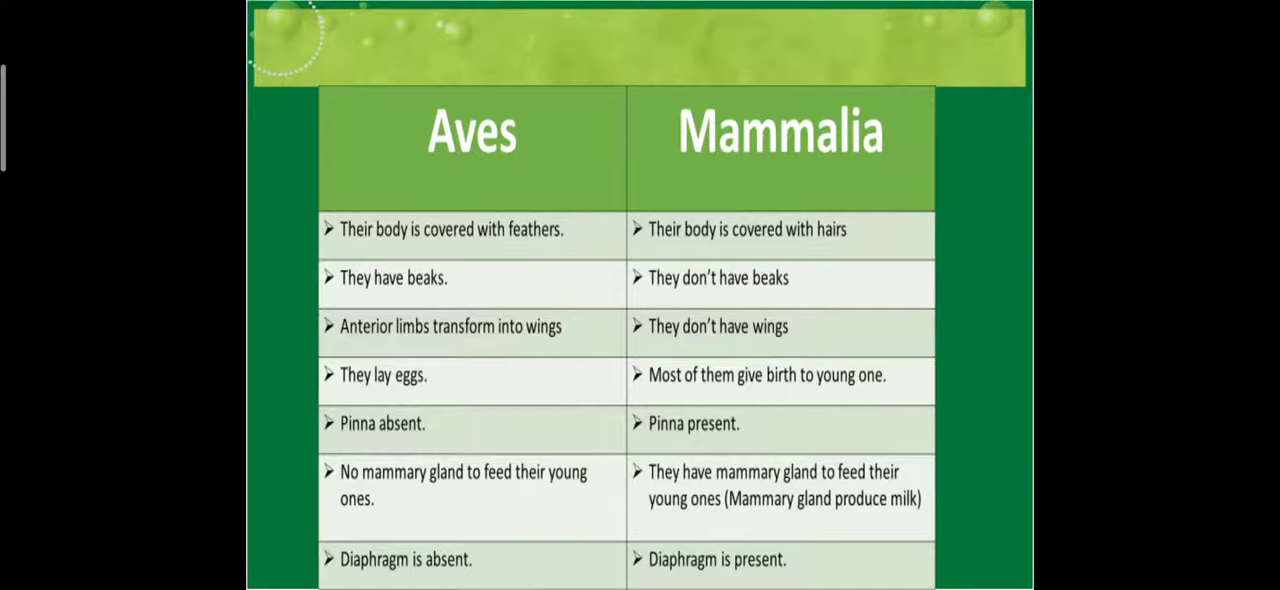 Aves Mammalia
➢ Their body is covered with feathers. ➢ Their body is covered with hairs
➢ They have beaks. ➢ They don't have beaks
➢ Anterior limbs transform into wings ➢ They don't have wings
➢ They lay eggs. ➢ Most of them give birth to young one.
➢ Pinna absent. ➢ Pinna present.
➢ No mammary gland to feed their young
ones.
➢ They have mammary gland to feed their
young ones (Mammary gland produce milk)
➢ Diaphragm is absent. ➢ Diaphragm is present.